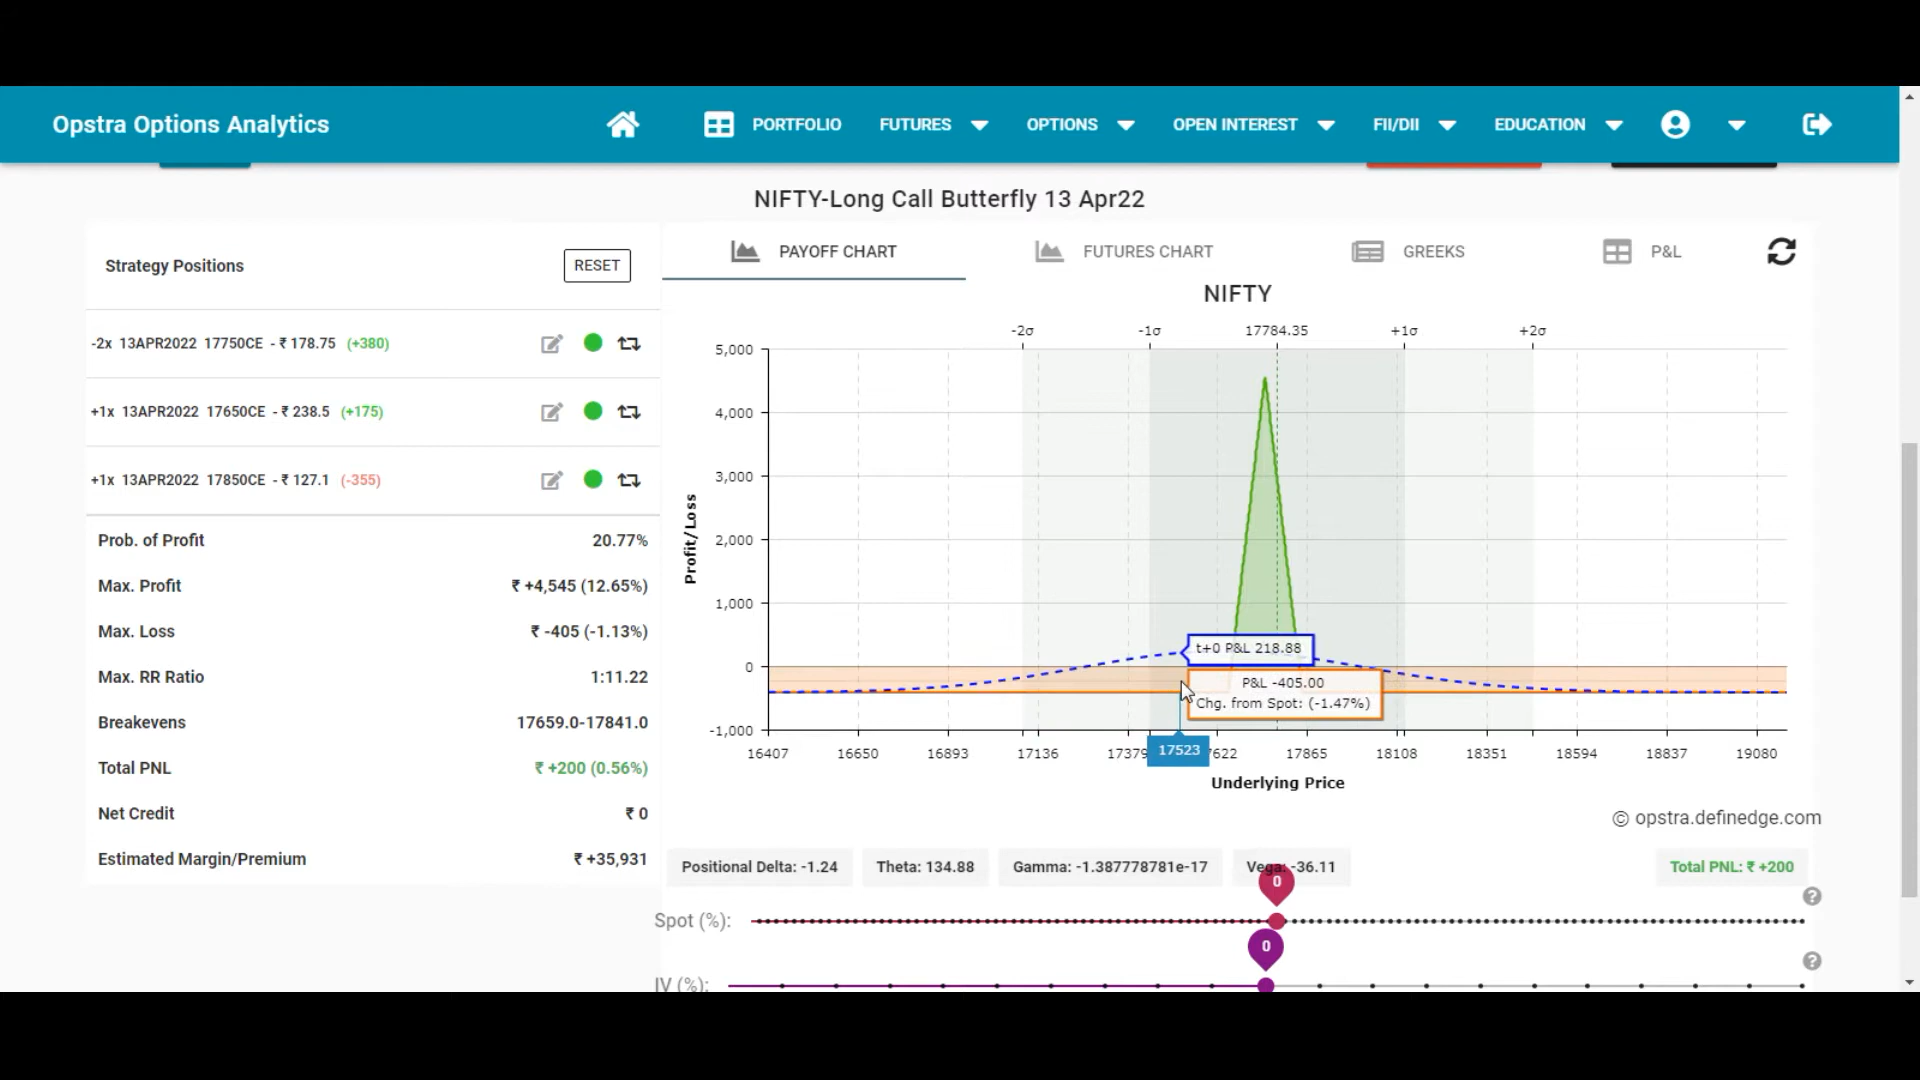 Opstra Options Analytics
PORTFOLIO
FUTURES
OPTIONS
OPEN INTEREST
FII/DII
EDUCATION
NIFTY-Long Call Butterfly 13 Apr22
Strategy Positions
RESET
-2x 13APR2022 17750CE - ₹ 178.75 (+380)
+1x 13APR2022 17650CE - ₹ 238.5 (+175)
+1x 13APR2022 17850CE - ₹ 127.1 (-355)
Prob. of Profit 20.77%
Max. Profit ₹ +4,545 (12.65%)
Max. Loss ₹ -405 (-1.13%)
Max. RR Ratio 1:11.22
Breakevens 17659.0-17841.0
Total PNL ₹ +200 (0.56%)
Net Credit ₹ 0
Estimated Margin/Premium ₹ +35,931
PAYOFF CHART
FUTURES CHART
GREEKS
P&L
NIFTY
-2σ -1σ 17784.35 +1σ +2σ
5,000
4,000
3,000
2,000
1,000
0
-1,000
Profit/Loss
t+0 P&L 218.88
P&L -405.00
Chg. from Spot: (-1.47%)
17523
16407 16650 16893 17136 17379 7622 17865 18108 18351 18594 18837 19080
Underlying Price
© opstra.definedge.com
Positional Delta: -1.24
Theta: 134.88
Gamma: -1.387778781e-17
Vega: -36.11
Total PNL: ₹ +200
0
Spot (%):
0
IV (%):